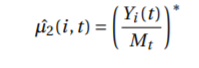 $\hat{\mu_2}(i, t) = \left( \frac{Y_i(t)}{M_t} \right)^*$